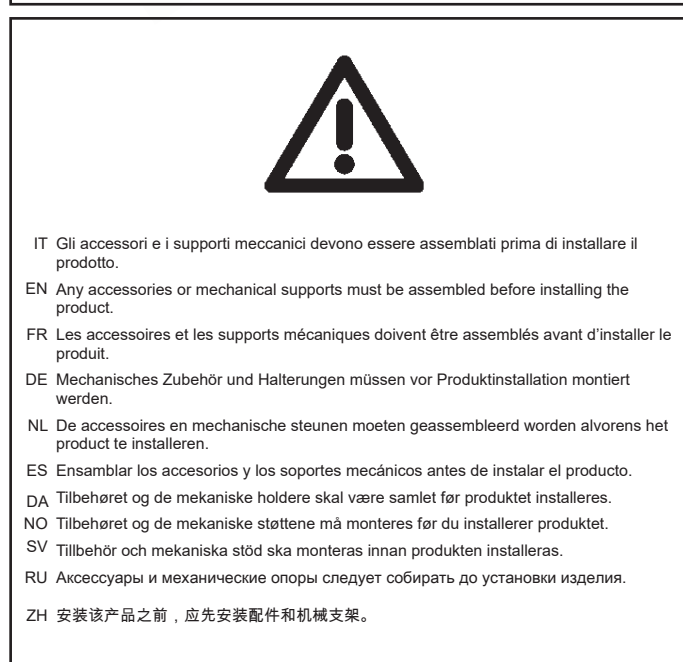 IT Gli accessori e i supporti meccanici devono essere assemblati prima di installare il
prodotto.
EN Any accessories or mechanical supports must be assembled before installing the
product.
FR Les accessoires et les supports mécaniques doivent être assemblés avant d’installer le
produit.
DE Mechanisches Zubehör und Halterungen müssen vor Produktinstallation montiert
werden.
NL De accessoires en mechanische steunen moeten geassembleerd worden alvorens het
product te installeren.
ES Ensamblar los accesorios y los soportes mecánicos antes de instalar el producto.
DA Tilbehøret og de mekaniske holdere skal være samlet før produktet installeres.
NO Tilbehøret og de mekaniske støttene må monteres før du installerer produktet.
SV Tillbehör och mekaniska stöd ska monteras innan produkten installeras.
RU Аксессуары и механические опоры следует собирать до установки изделия.
ZH 安装该产品之前，应先安装配件和机械支架。